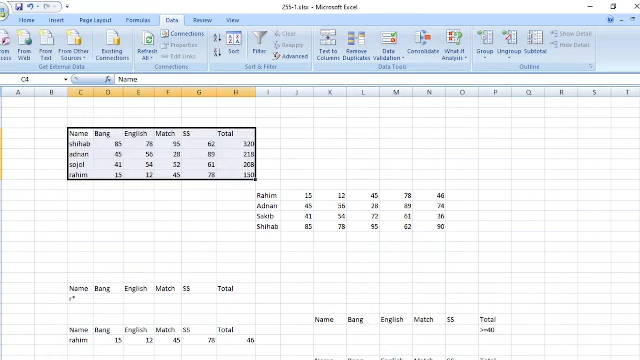 255-1.xlsx - Microsoft Excel
Home Insert Page Layout Formulas Data Review View
From Web From Text From Other Sources Existing Connections Refresh All Connections Properties Edit Links Sort Filter Clear Reapply Advanced Text to Columns Remove Duplicates Data Validation Consolidate What-If Analysis Group Ungroup Subtotal Show Detail Hide Detail
Get External Data Connections Sort & Filter Data Tools Outline
C4 fx Name
A B C D E F G H I J K L M N O P Q R S T
Name Bang English Match SS Total
shihab 85 78 95 62 320
adnan 45 56 28 89 218
sojol 41 54 52 61 208
rahim 15 12 45 78 150
Rahim 15 12 45 78 46
Adnan 45 56 28 89 74
Sakib 41 54 72 61 36
Shihab 85 78 95 62 90
Name Bang English Match SS Total
r*
Name Bang English Match SS Total
>=40
Name Bang English Match SS Total
rahim 15 12 45 78 46
Name Bang English Match SS Total